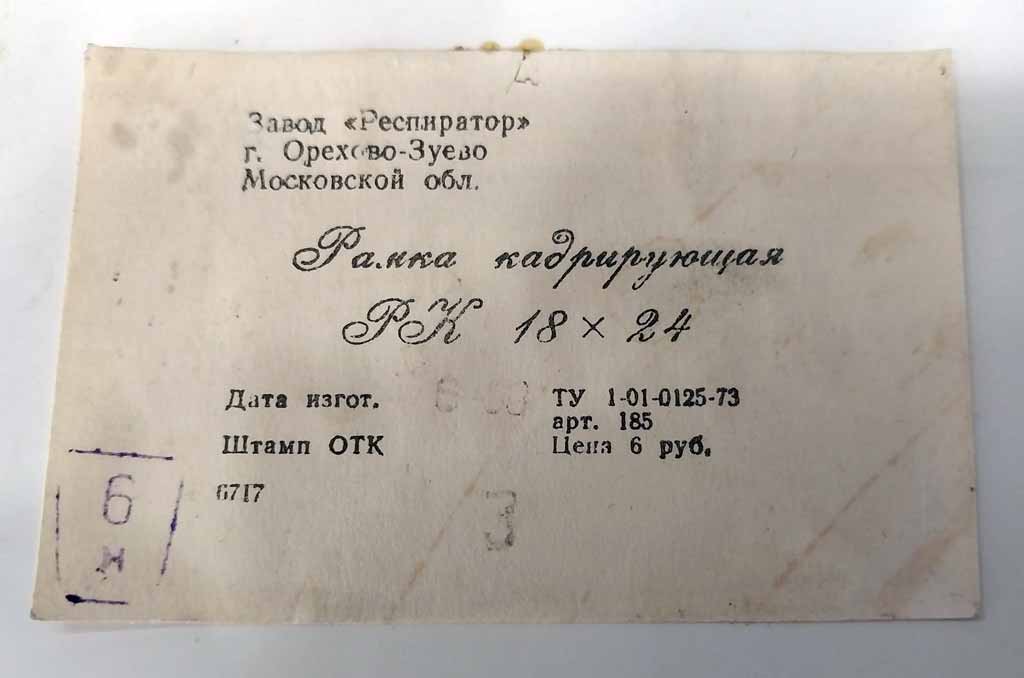 Завод «Респиратор»
г. Орехово-Зуево
Московской обл.
Рамка кадрирующая
РК 18 × 24
Дата изгот.
ТУ 1-01-0125-73
арт. 185
Штамп ОТК
Цена 6 руб.
6717
6
н
3